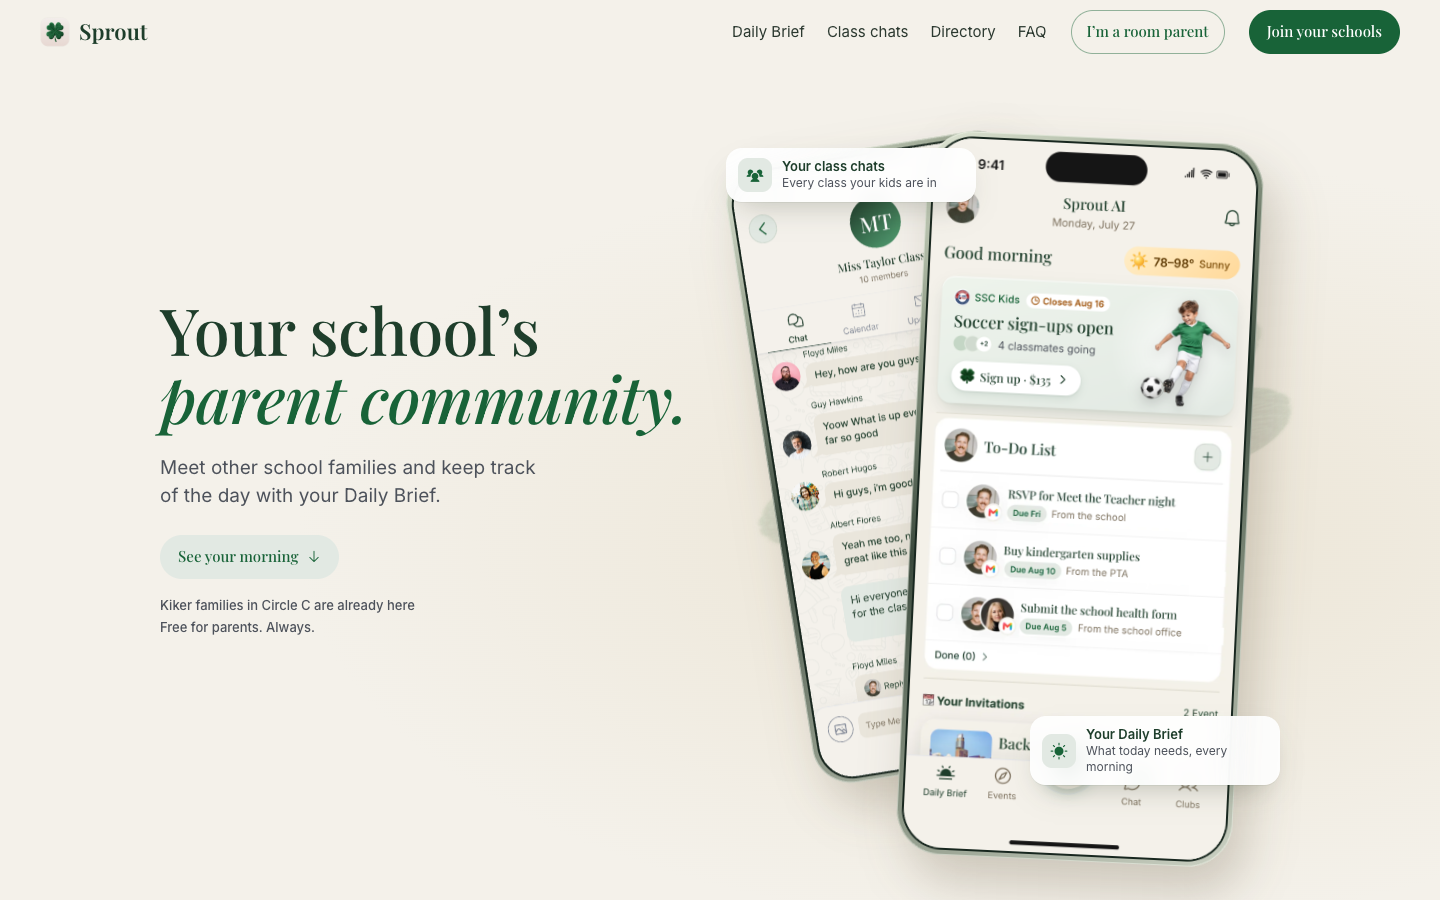 Sprout
Daily Brief
Class chats
Directory
FAQ
I'm a room parent
Join your schools
Your school's
parent community.
Meet other school families and keep track
of the day with your Daily Brief.
See your morning ↓
Kiker families in Circle C are already here
Free for parents. Always.
Your class chats
Every class your kids are in
MT
Miss Taylor Class
10 members
Chat
Calendar
Floyd Miles
Hey, how are you guys
Guy Hawkins
Yoow What is up
far so good
Robert Hugos
Hi guys, i'm good
Albert Flores
Yeah me too,
great like this
Hi everyone
for the
Floyd Miles
Type
9:41
Sprout AI
Monday, July 27
Good morning
78–98° Sunny
SSC Kids
Closes Aug 16
Soccer sign-ups open
+2
4 classmates going
Sign up · $135
To-Do List
RSVP for Meet the Teacher night
Due Fri
From the school
Buy kindergarten supplies
Due Aug 10
From the PTA
Submit the school health form
Due Aug 5
From the school office
Done (0)
Your Invitations
2 Event
Back
Your Daily Brief
What today needs, every
morning
Daily Brief
Events
Chat
Clubs